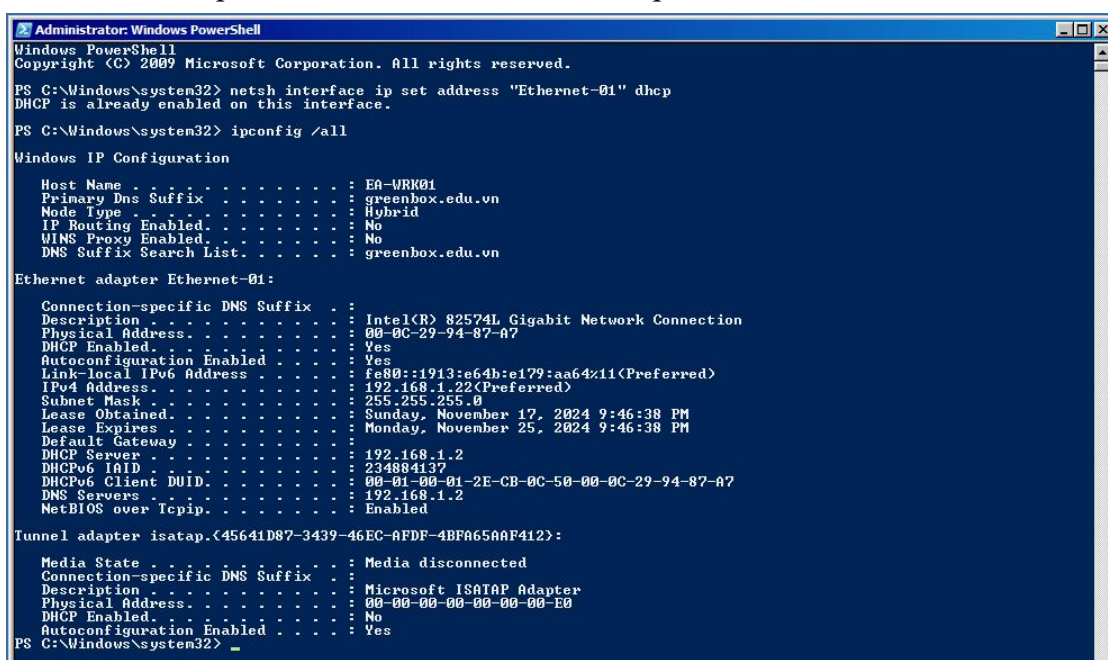 Administrator: Windows PowerShell
Windows PowerShell
Copyright (C) 2009 Microsoft Corporation. All rights reserved.
PS C:\Windows\system32> netsh interface ip set address "Ethernet-01" dhcp
DHCP is already enabled on this interface.
PS C:\Windows\system32> ipconfig /all
Windows IP Configuration
Host Name . . . . . . . . . . . . : EA-WRK01
Primary Dns Suffix . . . . . . . : greenbox.edu.vn
Node Type . . . . . . . . . . . . : Hybrid
IP Routing Enabled. . . . . . . . : No
WINS Proxy Enabled. . . . . . . . : No
DNS Suffix Search List. . . . . . : greenbox.edu.vn
Ethernet adapter Ethernet-01:
Connection-specific DNS Suffix . :
Description . . . . . . . . . . . : Intel(R) 82574L Gigabit Network Connection
Physical Address. . . . . . . . . : 00-0C-29-94-87-A7
DHCP Enabled. . . . . . . . . . . : Yes
Autoconfiguration Enabled . . . . : Yes
Link-local IPv6 Address . . . . . : fe80::1913:e64b:e179:aa64%11(Preferred)
IPv4 Address. . . . . . . . . . . : 192.168.1.22(Preferred)
Subnet Mask . . . . . . . . . . . : 255.255.255.0
Lease Obtained. . . . . . . . . . : Sunday, November 17, 2024 9:46:38 PM
Lease Expires . . . . . . . . . . : Monday, November 25, 2024 9:46:38 PM
Default Gateway . . . . . . . . . :
DHCP Server . . . . . . . . . . . : 192.168.1.2
DHCPv6 IAID . . . . . . . . . . . : 234884137
DHCPv6 Client DUID. . . . . . . . : 00-01-00-01-2E-CB-0C-50-00-0C-29-94-87-A7
DNS Servers . . . . . . . . . . . : 192.168.1.2
NetBIOS over Tcpip. . . . . . . . : Enabled
Tunnel adapter isatap.{45641D87-3439-46EC-AFDF-4BFA65AAF412}:
Media State . . . . . . . . . . . : Media disconnected
Connection-specific DNS Suffix . :
Description . . . . . . . . . . . : Microsoft ISATAP Adapter
Physical Address. . . . . . . . . : 00-00-00-00-00-00-00-E0
DHCP Enabled. . . . . . . . . . . : No
Autoconfiguration Enabled . . . . : Yes
PS C:\Windows\system32> _